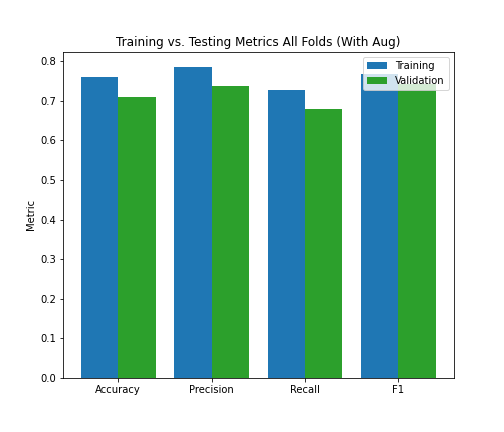 Training vs. Testing Metrics All Folds (With Aug)
Training
Validation
Metric
0.8
0.7
0.6
0.5
0.4
0.3
0.2
0.1
0.0
Accuracy Precision Recall F1